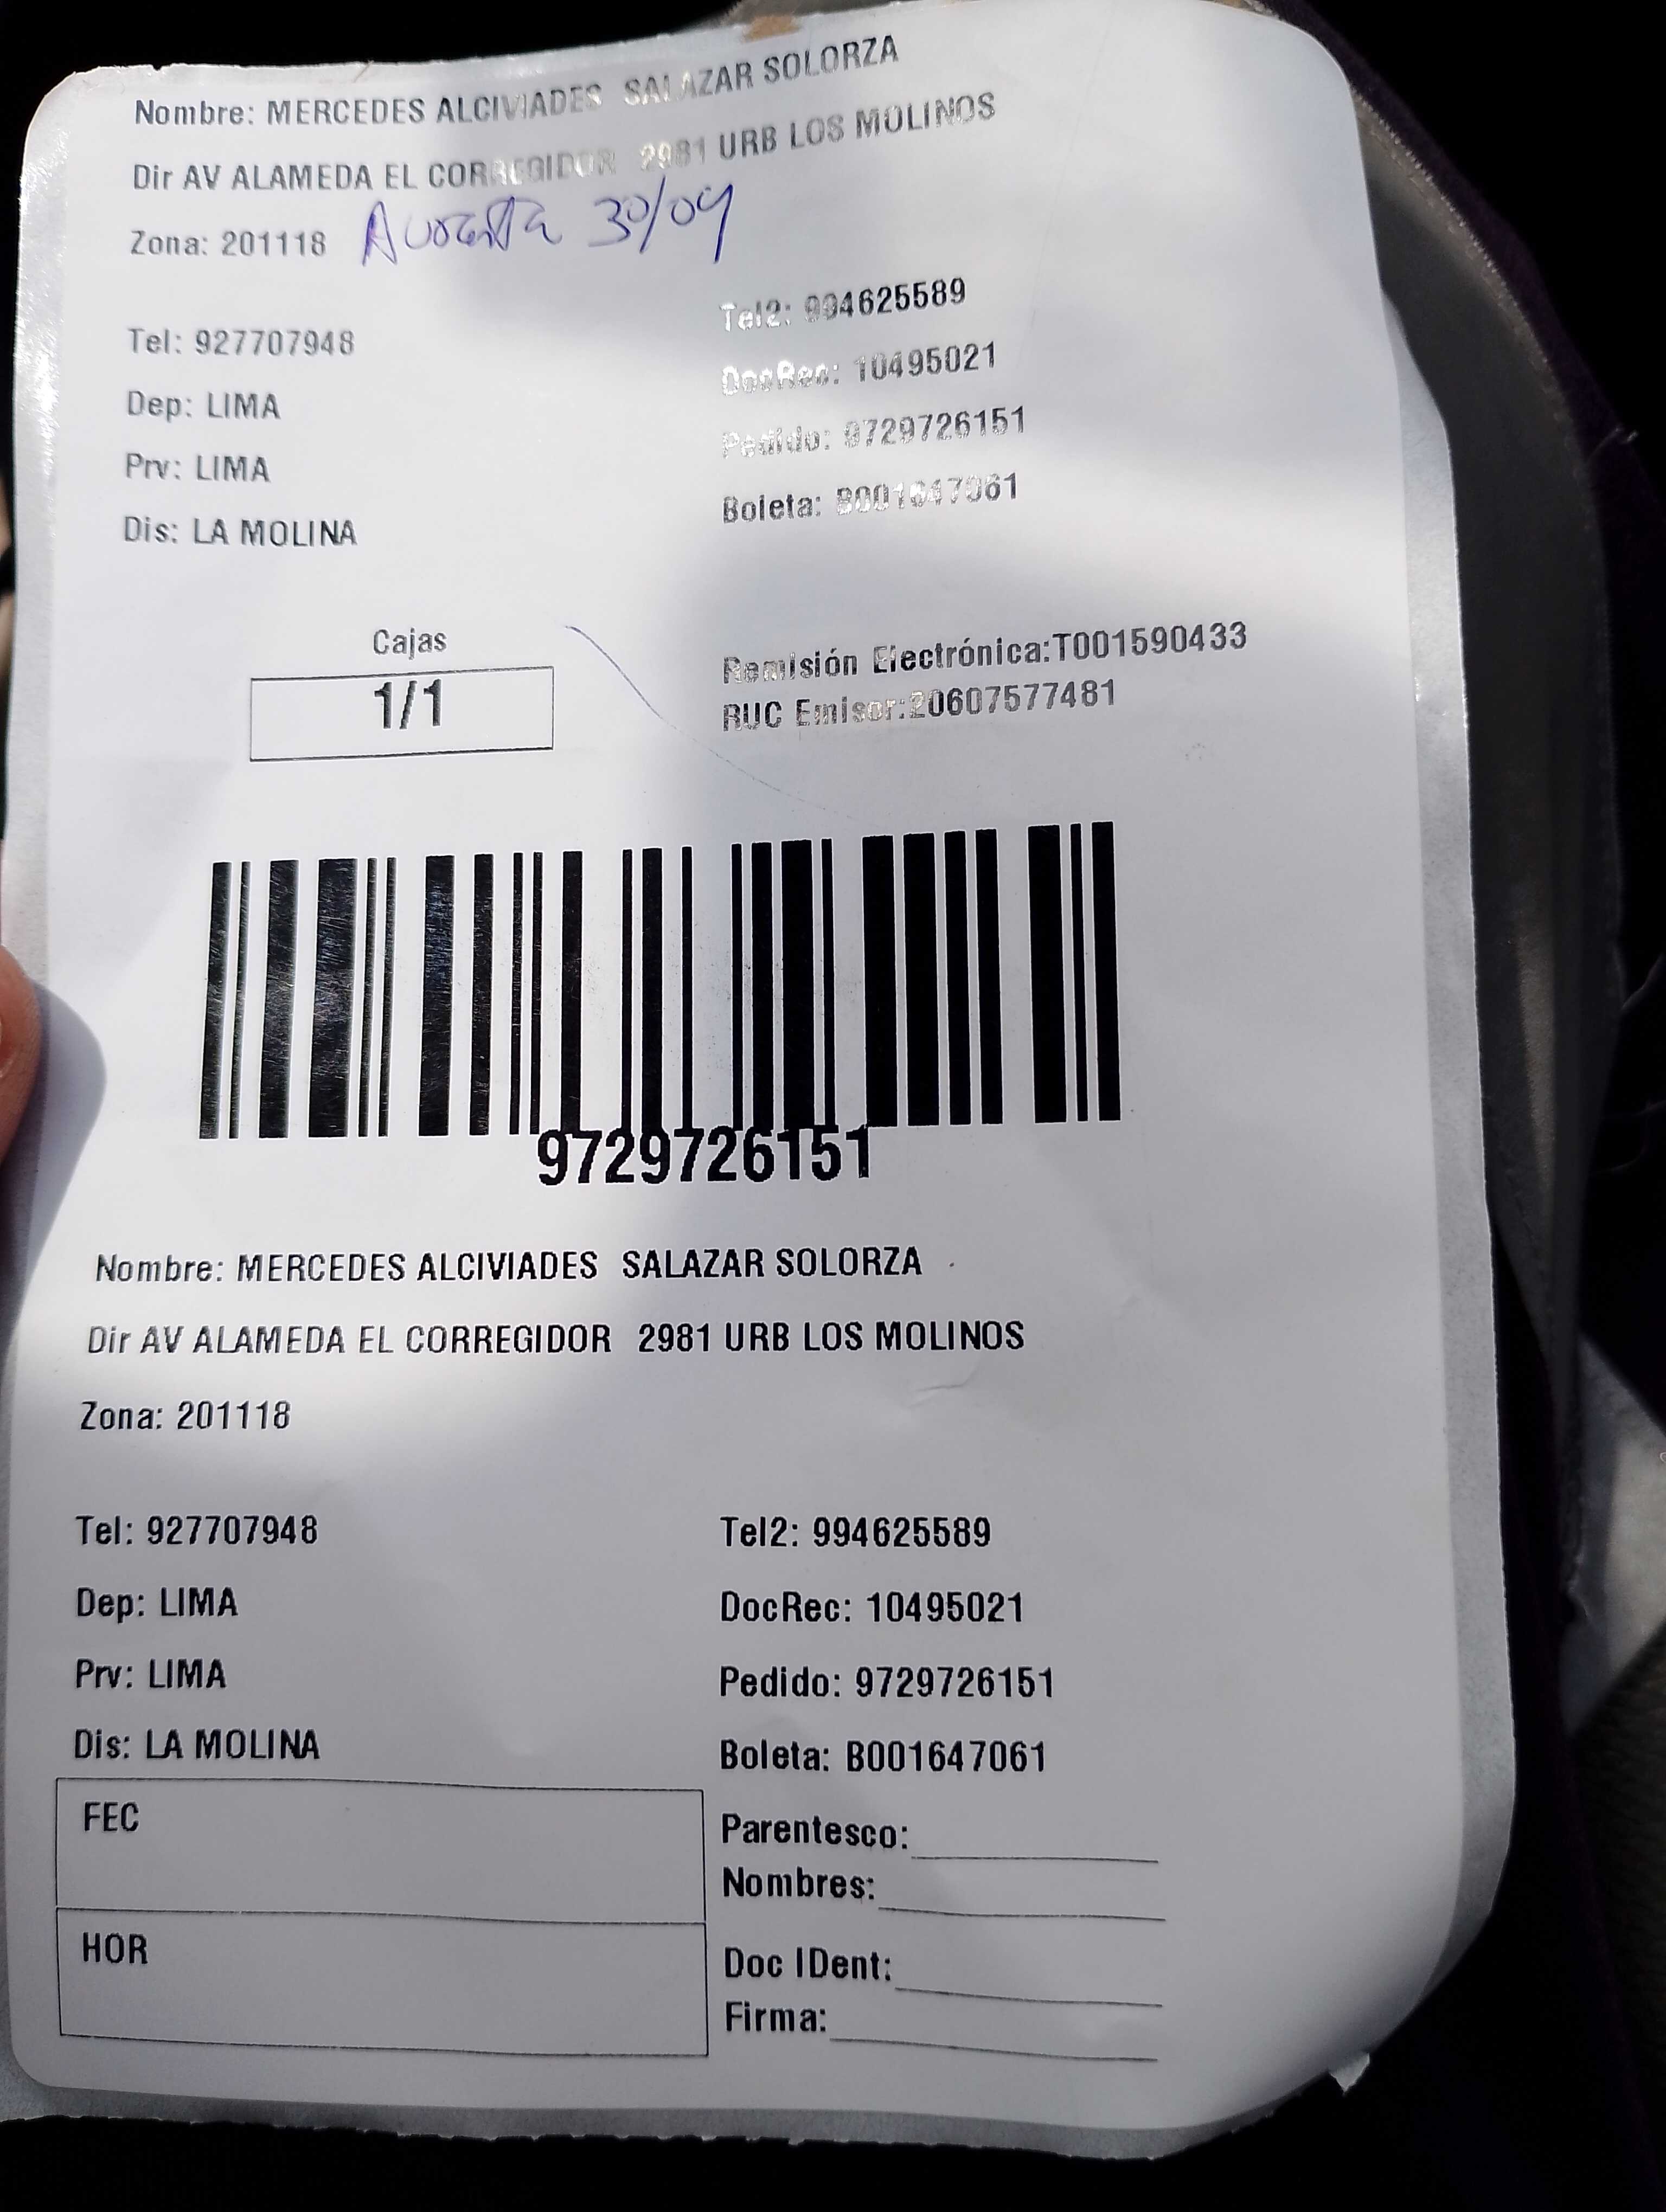 Nombre: MERCEDES ALCIVIADES SALAZAR SOLORZA
Dir AV ALAMEDA EL CORREGIDOR 2981 URB LOS MOLINOS
Zona: 201118 30/09
Tel: 927707948 Tel2: 994625589
Dep: LIMA DocRec: 10495021
Prv: LIMA Pedido: 9729726151
Dis: LA MOLINA Boleta: B001647061
Cajas
1/1
Remisión Electrónica:T001590433
RUC Emisor:20607577481
9729726151
Nombre: MERCEDES ALCIVIADES SALAZAR SOLORZA
Dir AV ALAMEDA EL CORREGIDOR 2981 URB LOS MOLINOS
Zona: 201118
Tel: 927707948 Tel2: 994625589
Dep: LIMA DocRec: 10495021
Prv: LIMA Pedido: 9729726151
Dis: LA MOLINA Boleta: B001647061
FEC
HOR
Parentesco:
Nombres:
Doc IDent:
Firma: